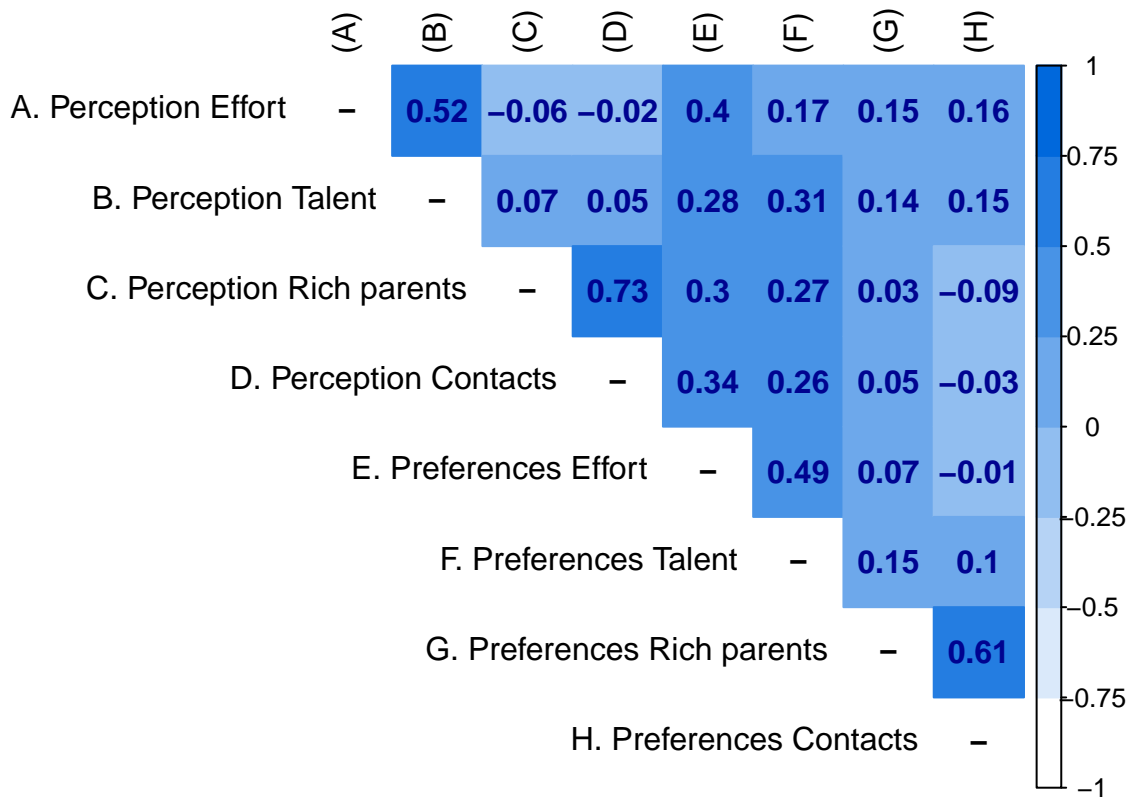 (A) (B) (C) (D) (E) (F) (G) (H)
A. Perception Effort – 0.52 −0.06 −0.02 0.4 0.17 0.15 0.16
B. Perception Talent – 0.07 0.05 0.28 0.31 0.14 0.15
C. Perception Rich parents – 0.73 0.3 0.27 0.03 −0.09
D. Perception Contacts – 0.34 0.26 0.05 −0.03
E. Preferences Effort – 0.49 0.07 −0.01
F. Preferences Talent – 0.15 0.1
G. Preferences Rich parents – 0.61
H. Preferences Contacts –
1
0.75
0.5
0.25
0
−0.25
−0.5
−0.75
−1